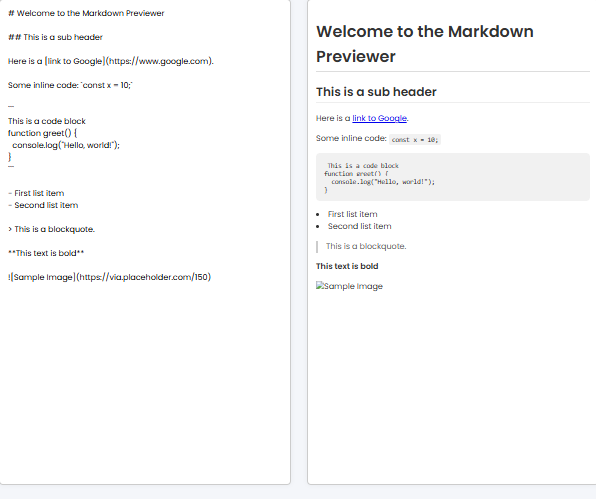 # Welcome to the Markdown Previewer
## This is a sub header
Here is a [link to Google](https://www.google.com).
Some inline code: `const x = 10;`
```
This is a code block
function greet() {
  console.log("Hello, world!");
}
```
- First list item
- Second list item
> This is a blockquote.
**This text is bold**
![Sample Image](https://via.placeholder.com/150)
Welcome to the Markdown
Previewer
This is a sub header
Here is a link to Google.
Some inline code: const x = 10;
This is a code block
function greet() {
  console.log("Hello, world!");
}
• First list item
• Second list item
This is a blockquote.
This text is bold
Sample Image